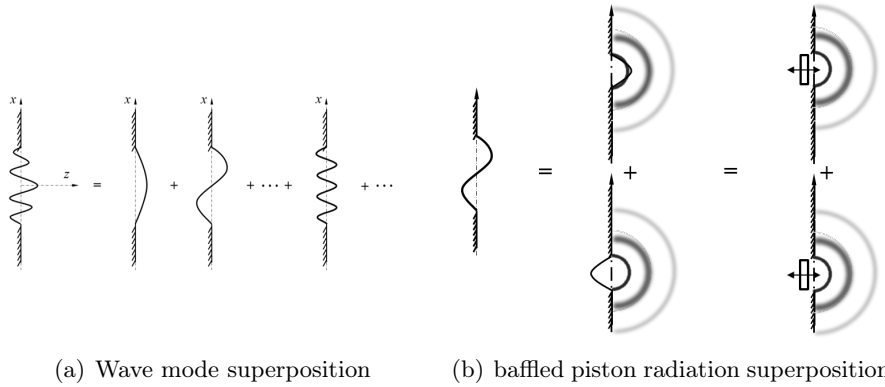 x
x
x
x
z
= + + ⋯ + + ⋯
= + = +
(a) Wave mode superposition
(b) baffled piston radiation superposition